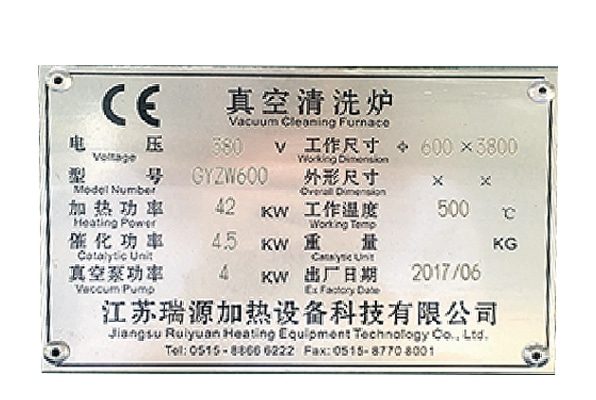 CE 真空清洗炉
Vacuum Cleaning Furnace
电 压 380 V 工作尺寸 ϕ 600 × 3800
Voltage Working Dimension
型 号 GYZW600 外形尺寸 × ×
Model Number Overall Dimension
加热功率 42 KW 工作温度 500 ℃
Heating Power Working Temp
催化功率 4.5 KW 重 量 KG
Catalytic Unit Catalytic Unit
真空泵功率 4 KW 出厂日期 2017/06
Vaccum Pump Ex Factory Date
江苏瑞源加热设备科技有限公司
Jiangsu Ruiyuan Heating Equipment Technology Co., Ltd.
Tel: 0515-8866 6222 Fax: 0515-8770 8001